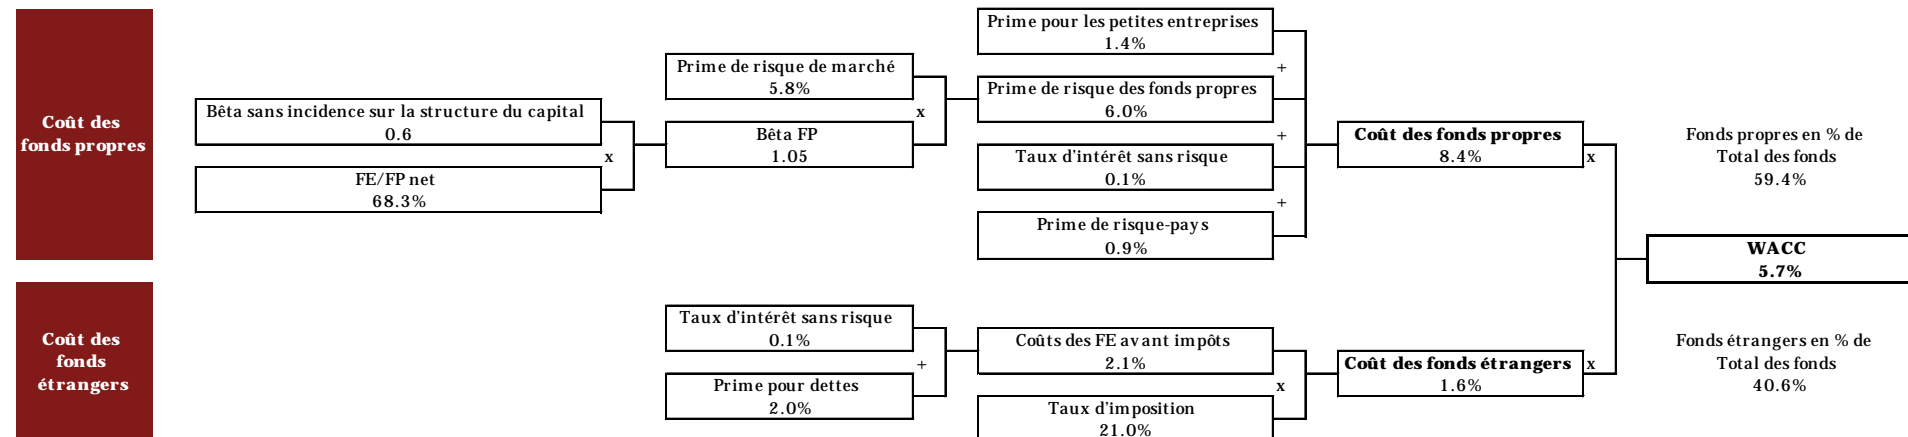 Coût des
fonds propres
Bêta sans incidence sur la structure du capital
0.6
x
FE/FP net
68.3%
Prime de risque de marché
5.8%
x
Bêta FP
1.05
Prime pour les petites entreprises
1.4%
+
Prime de risque des fonds propres
6.0%
+
Taux d'intérêt sans risque
0.1%
+
Prime de risque-pays
0.9%
Coût des fonds propres
8.4%
x
Fonds propres en % de
Total des fonds
59.4%
WACC
5.7%
Coût des
fonds
étrangers
Taux d'intérêt sans risque
0.1%
+
Prime pour dettes
2.0%
Coûts des FE avant impôts
2.1%
x
Taux d'imposition
21.0%
Coût des fonds étrangers
1.6%
x
Fonds étrangers en % de
Total des fonds
40.6%